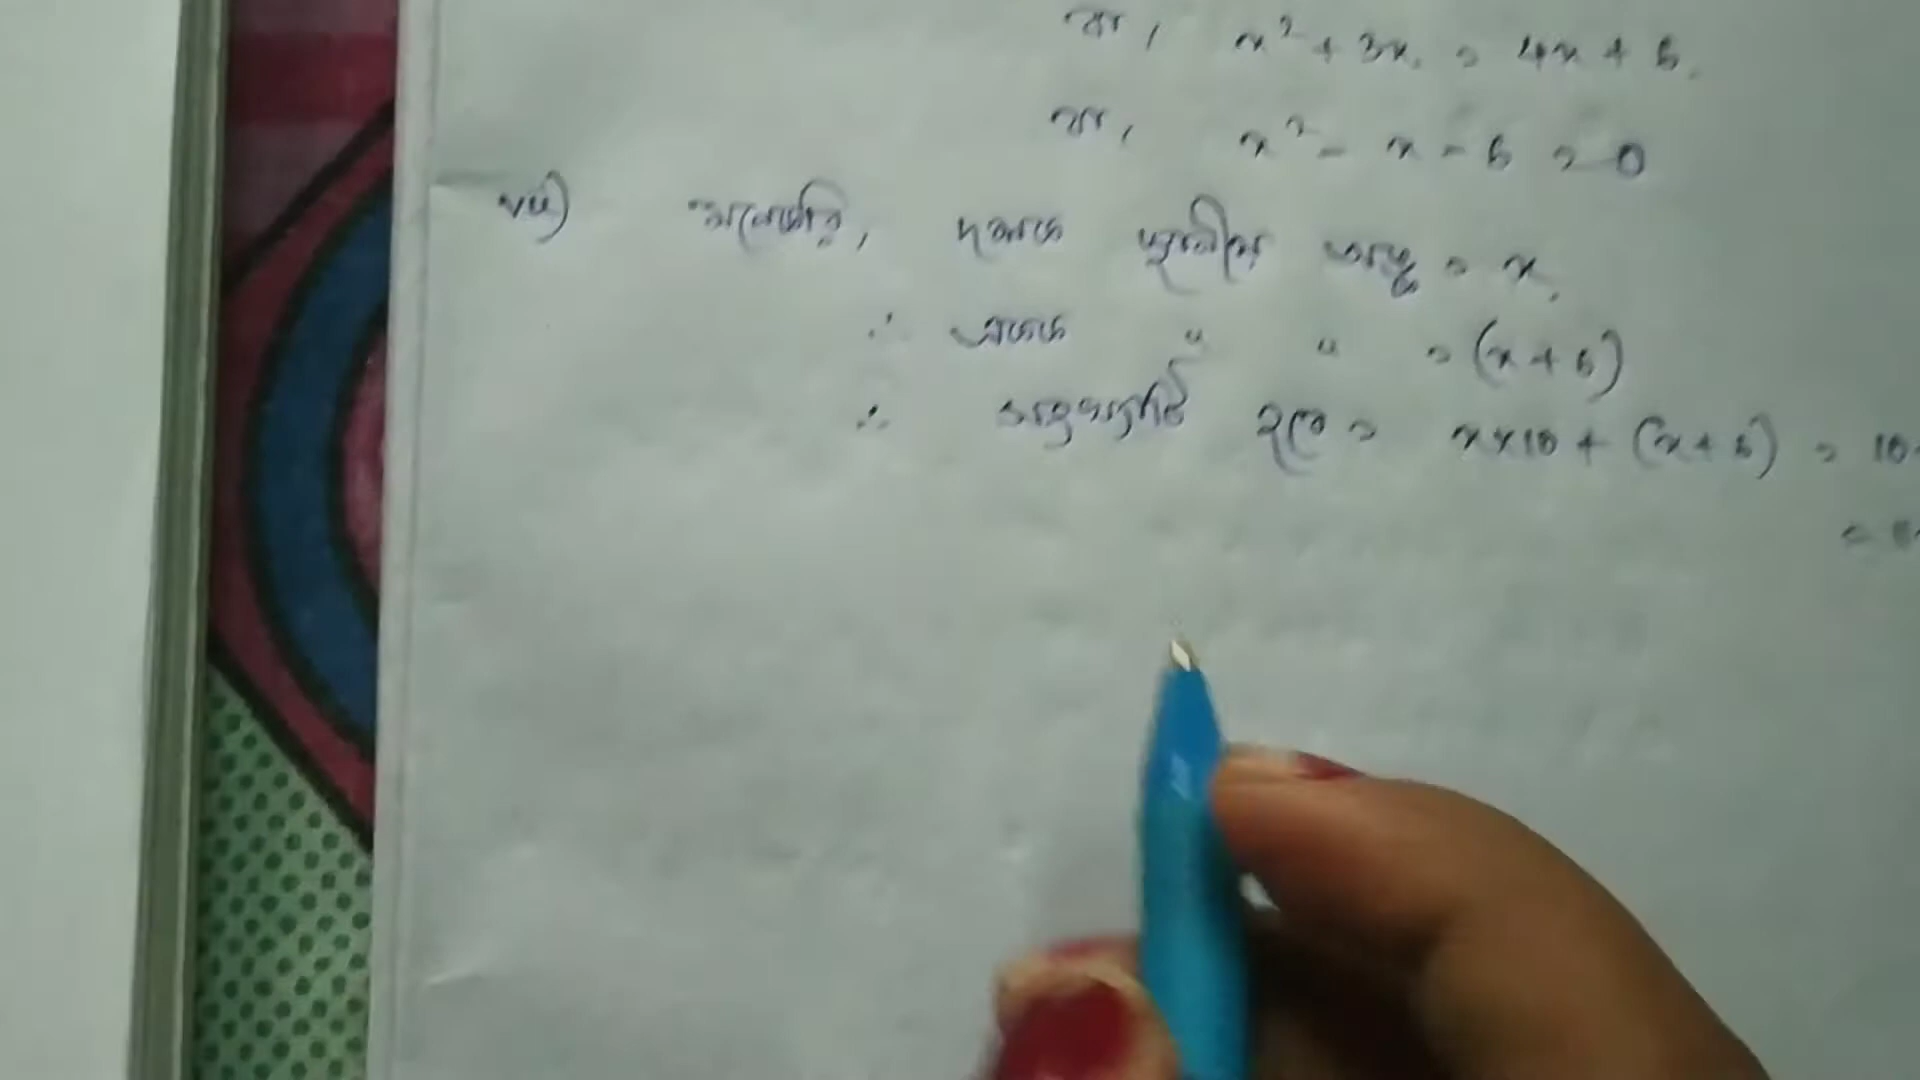 বা, x² + 3x = 4x + 6
বা, x² - x - 6 = 0
vii) মনেকরি, দশকে স্থানীয় অঙ্ক = x.
∴ এককে " " = (x + 6)
∴ সংখ্যাটি হবে = x×10 + (x + 6) = 10
=